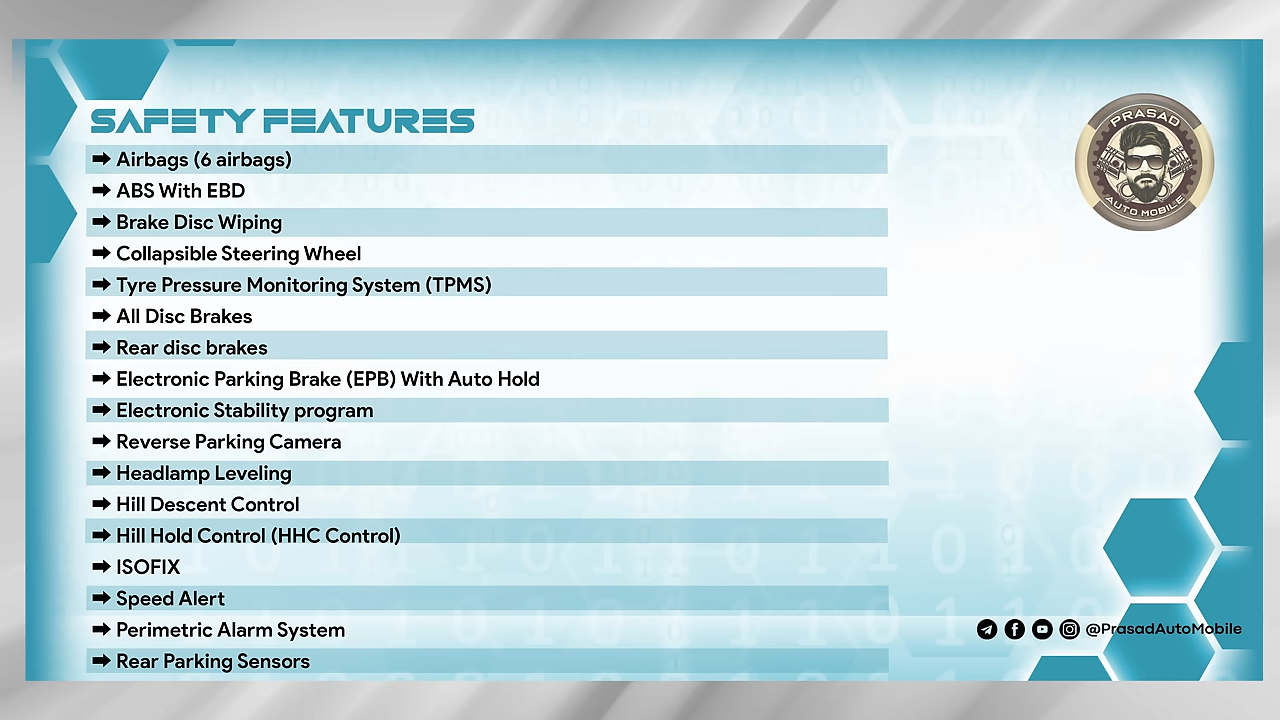 SAFETY FEATURES
➡ Airbags (6 airbags)
➡ ABS With EBD
➡ Brake Disc Wiping
➡ Collapsible Steering Wheel
➡ Tyre Pressure Monitoring System (TPMS)
➡ All Disc Brakes
➡ Rear disc brakes
➡ Electronic Parking Brake (EPB) With Auto Hold
➡ Electronic Stability program
➡ Reverse Parking Camera
➡ Headlamp Leveling
➡ Hill Descent Control
➡ Hill Hold Control (HHC Control)
➡ ISOFIX
➡ Speed Alert
➡ Perimetric Alarm System
➡ Rear Parking Sensors
PRASAD
AUTO MOBILE
@PrasadAutoMobile